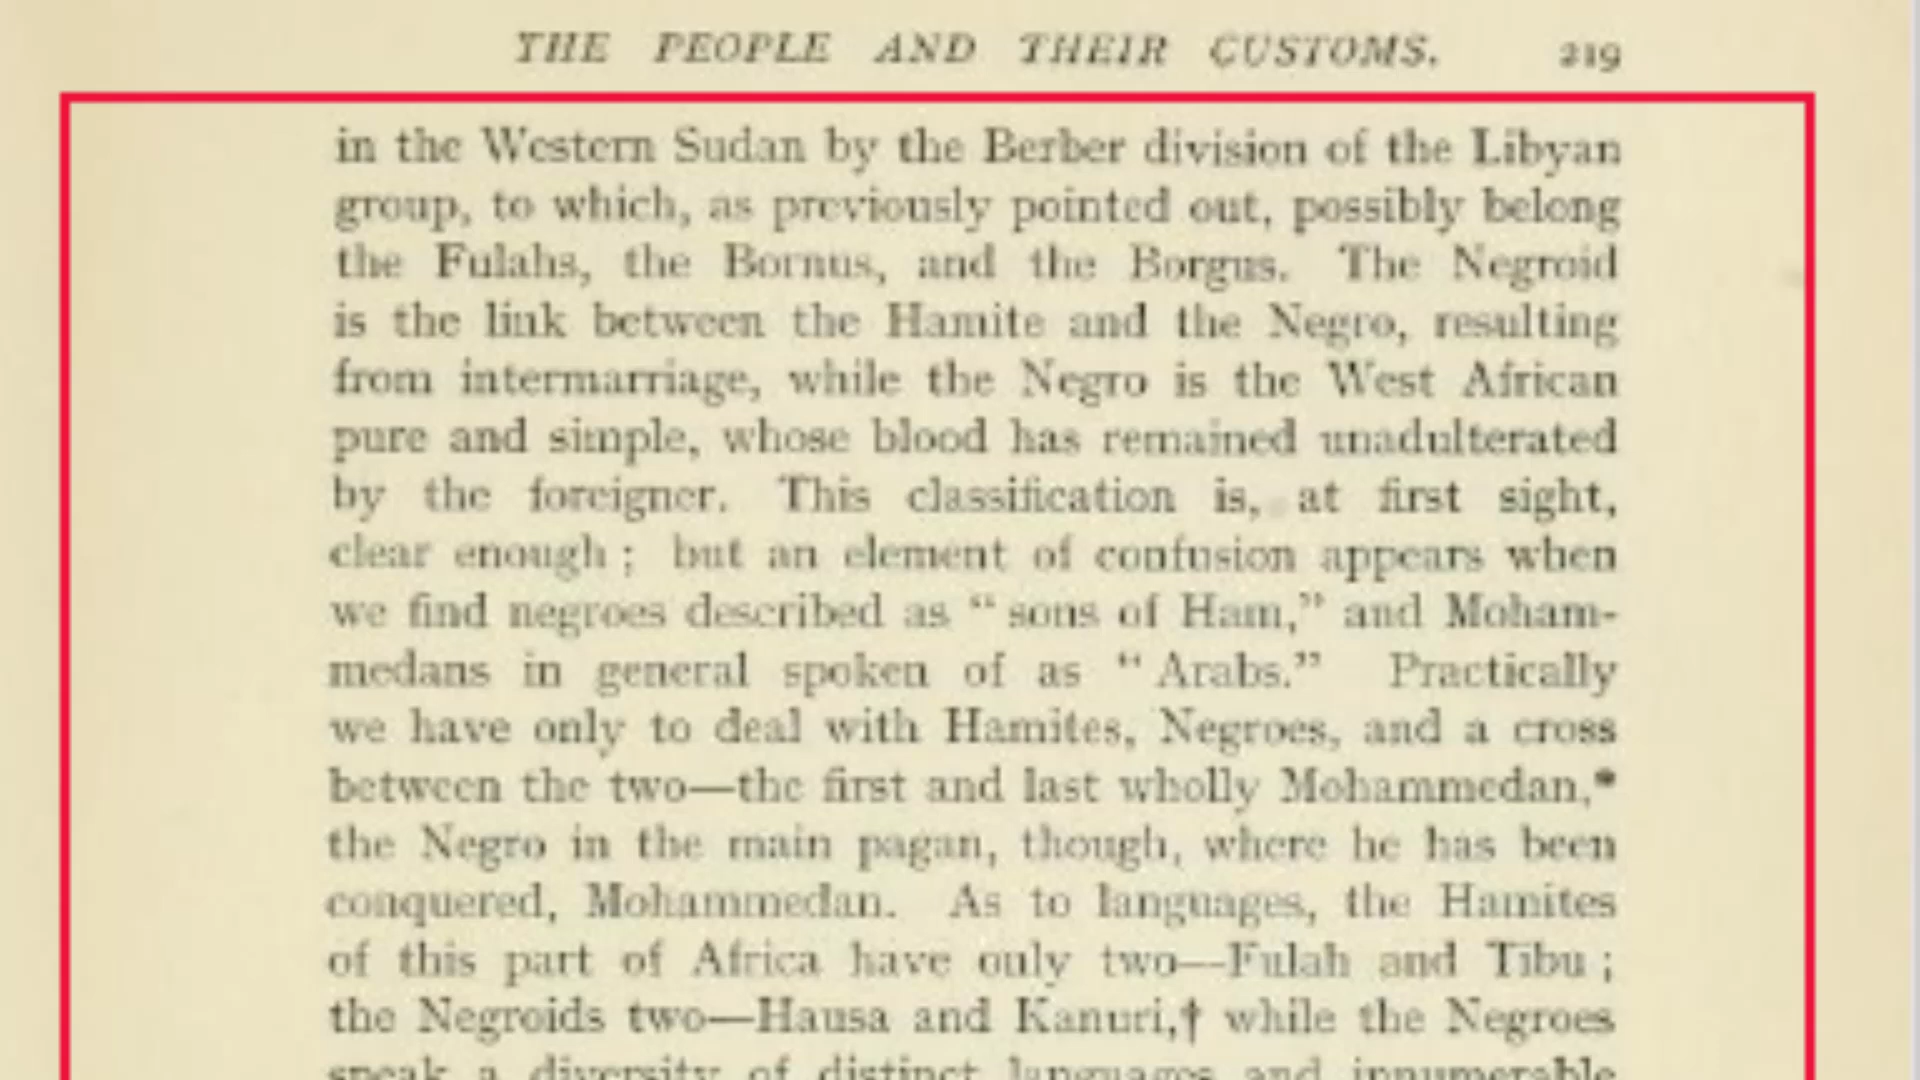 THE PEOPLE AND THEIR CUSTOMS. 219
in the Western Sudan by the Berber division of the Libyan
group, to which, as previously pointed out, possibly belong
the Fulahs, the Bornus, and the Borgus. The Negroid
is the link between the Hamite and the Negro, resulting
from intermarriage, while the Negro is the West African
pure and simple, whose blood has remained unadulterated
by the foreigner. This classification is, at first sight,
clear enough ; but an element of confusion appears when
we find negroes described as “ sons of Ham,” and Moham-
medans in general spoken of as “ Arabs.” Practically
we have only to deal with Hamites, Negroes, and a cross
between the two—the first and last wholly Mohammedan,*
the Negro in the main pagan, though, where he has been
conquered, Mohammedan. As to languages, the Hamites
of this part of Africa have only two—Fulah and Tibu ;
the Negroids two—Hausa and Kanuri,† while the Negroes
speak a diversity of distinct languages and innumerable